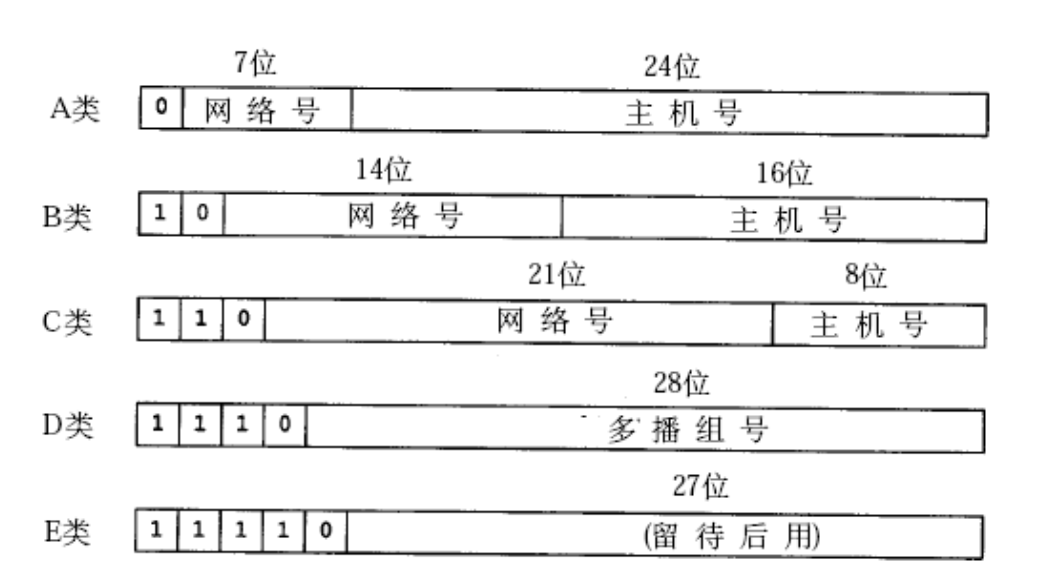 7位 24位
A类 0 网络号 主机号
14位 16位
B类 1 0 网络号 主机号
21位 8位
C类 1 1 0 网络号 主机号
28位
D类 1 1 1 0 多播组号
27位
E类 1 1 1 1 0 (留待后用)